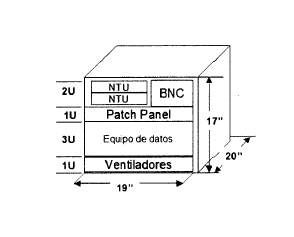 2U
NTU
NTU
BNC
1U
Patch Panel
17"
3U
Equipo de datos
1U
Ventiladores
20"
19"